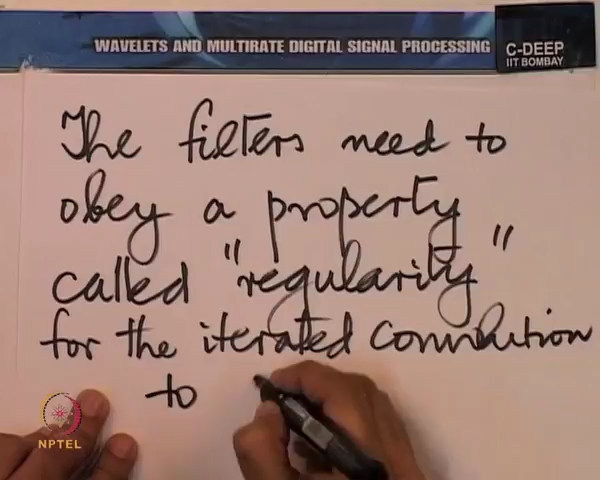 WAVELETS AND MULTIRATE DIGITAL SIGNAL PROCESSING
C-DEEP
IIT BOMBAY
The filters need to
obey a property
called "regularity"
for the iterated convolution
to
NPTEL